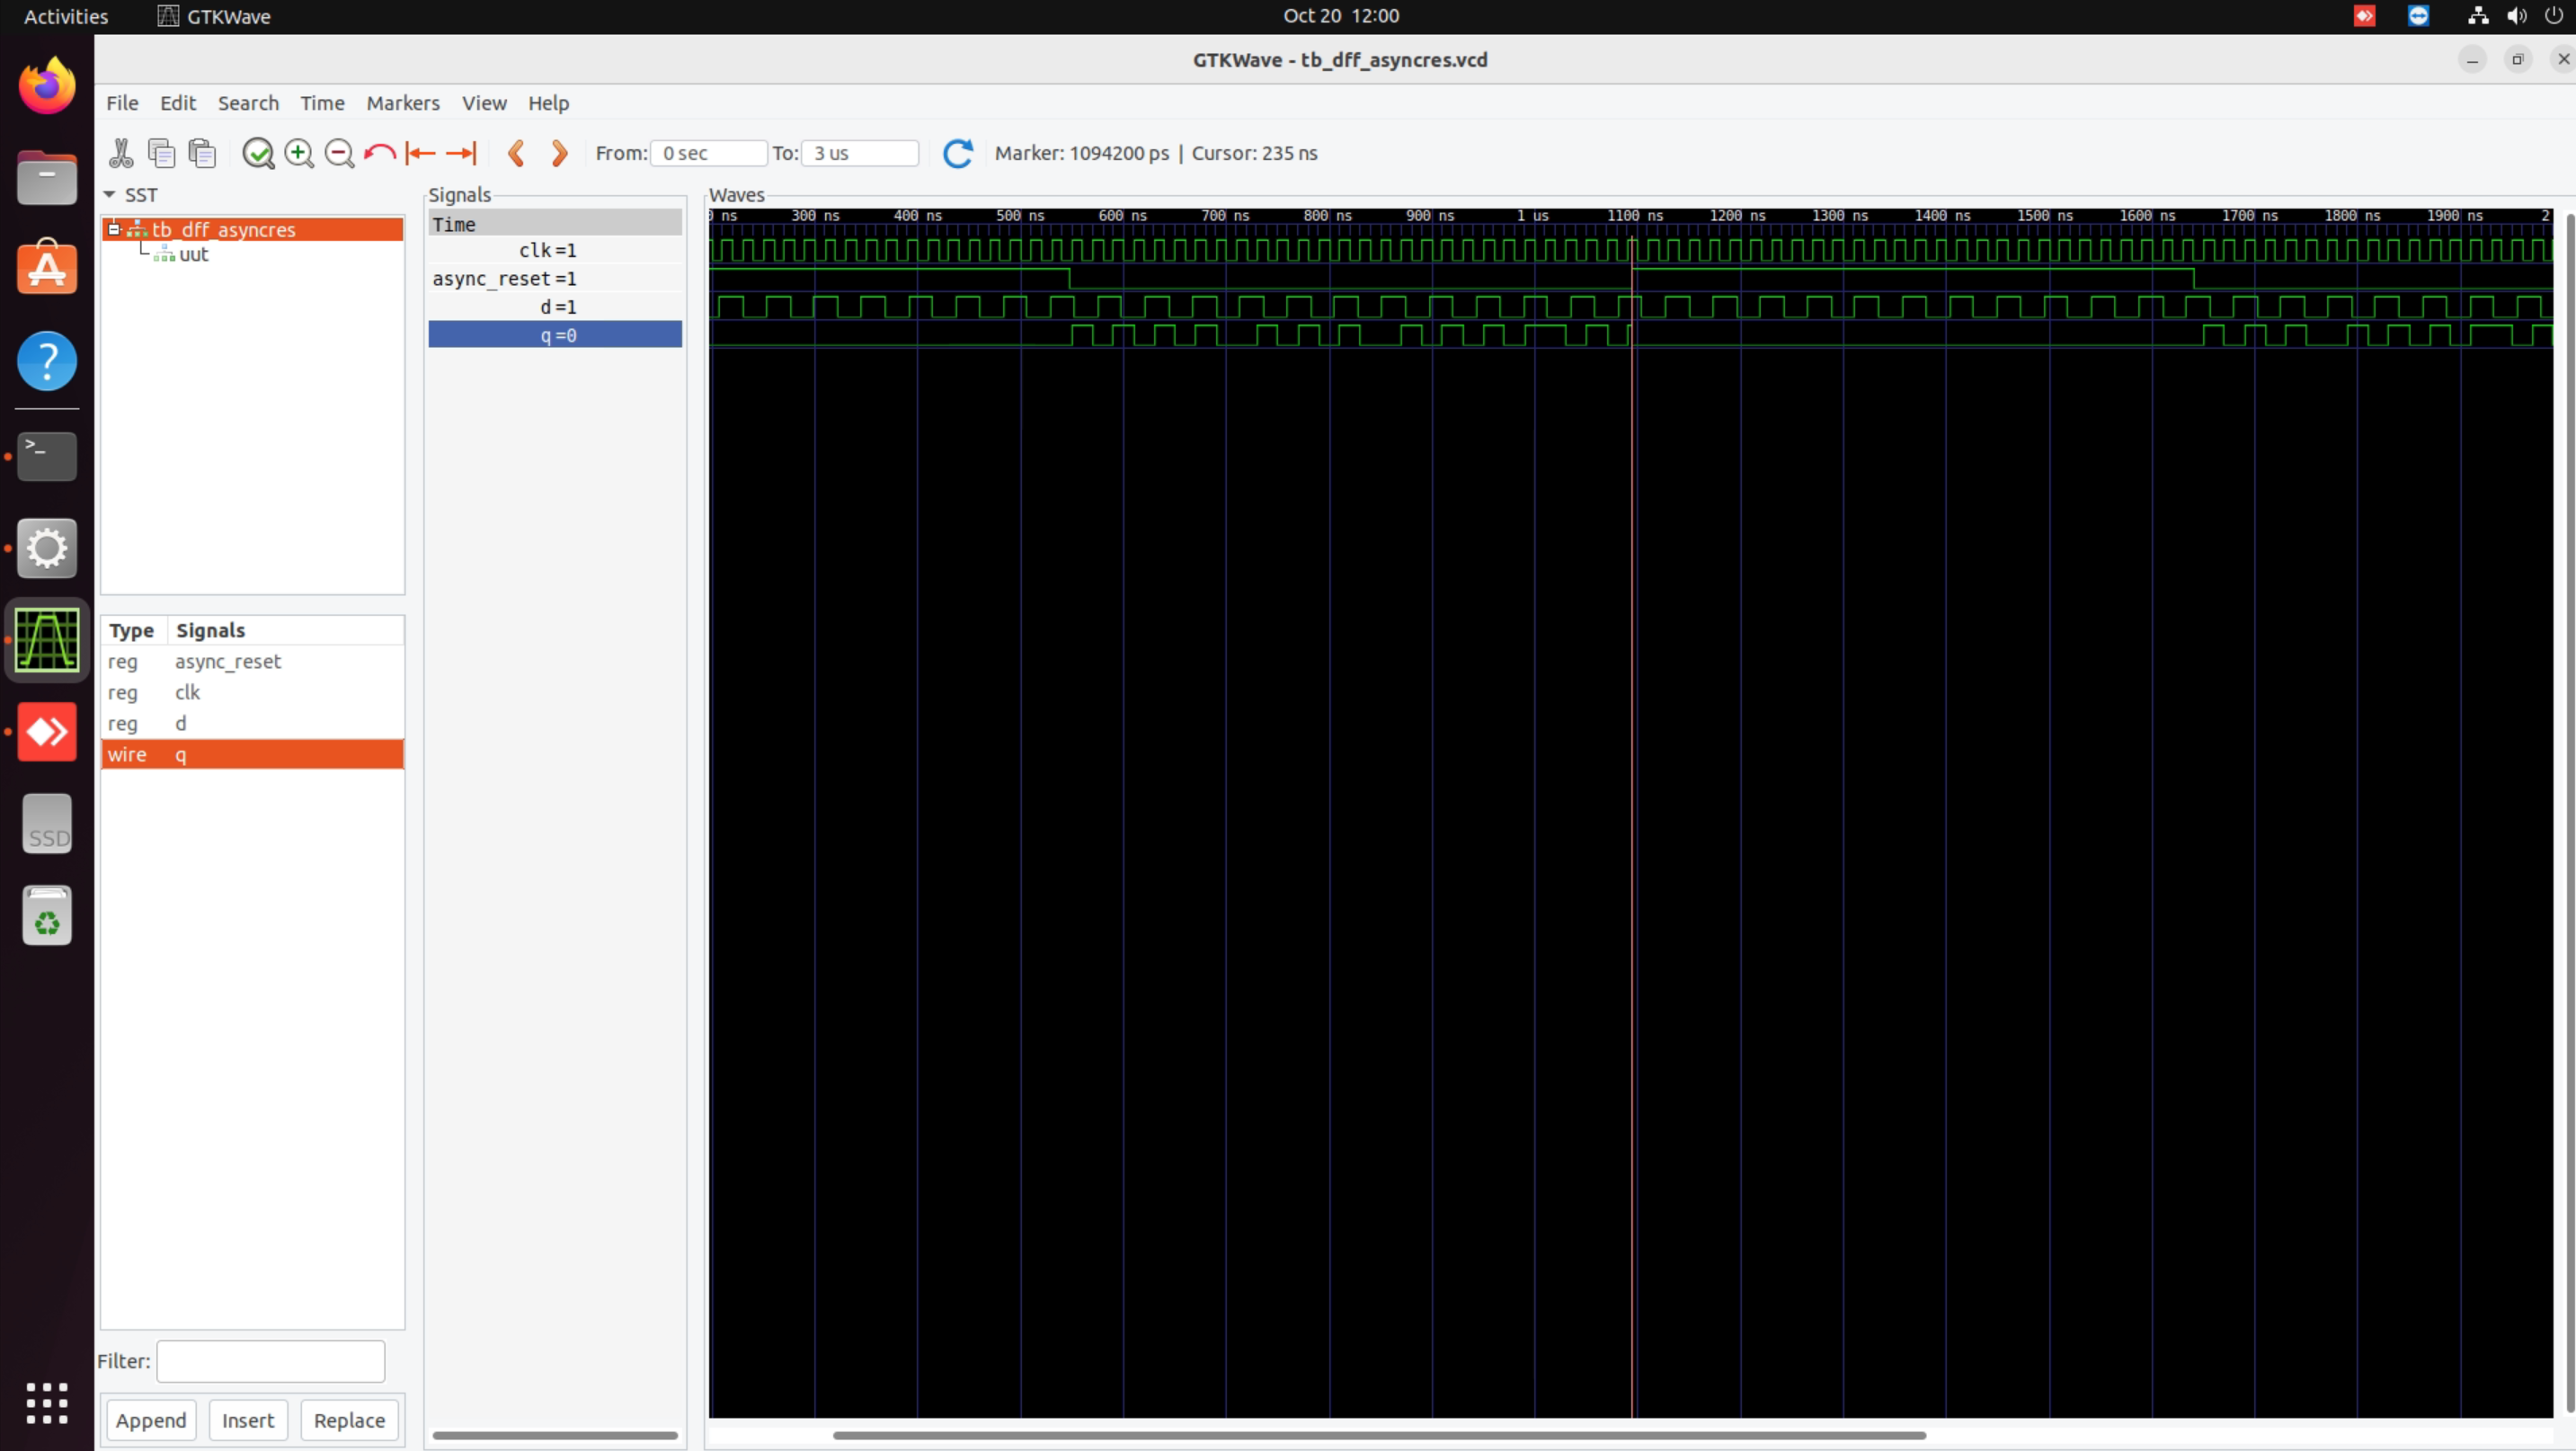 Activities GTKWave Oct 20 12:00
GTKWave - tb_dff_asyncres.vcd
File Edit Search Time Markers View Help
From: 0 sec To: 3 us Marker: 1094200 ps | Cursor: 235 ns
SST
tb_dff_asyncres
uut
Type Signals
reg async_reset
reg clk
reg d
wire q
Filter:
Append Insert Replace
Signals
Time
clk=1
async_reset=1
d=1
q=0
Waves
0 ns 300 ns 400 ns 500 ns 600 ns 700 ns 800 ns 900 ns 1 us 1100 ns 1200 ns 1300 ns 1400 ns 1500 ns 1600 ns 1700 ns 1800 ns 1900 ns 2
>_
SSD